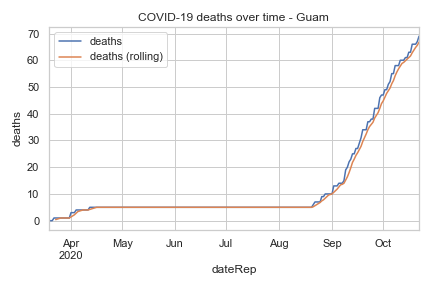 COVID-19 deaths over time - Guam
deaths
deaths (rolling)
70
60
50
40
30
20
10
0
deaths
Apr
2020
May
Jun
Jul
Aug
Sep
Oct
dateRep